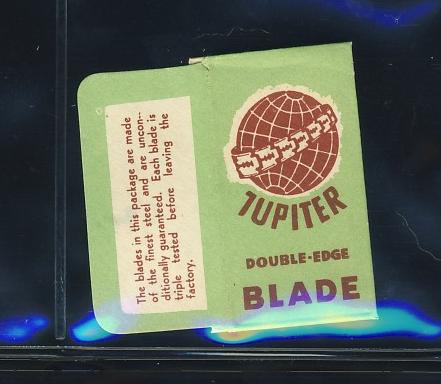 The blades in this package are made
of the finest steel and are uncon-
ditionally guaranteed. Each blade is
triple tested before leaving the
factory.
JUPITER
DOUBLE-EDGE
BLADE